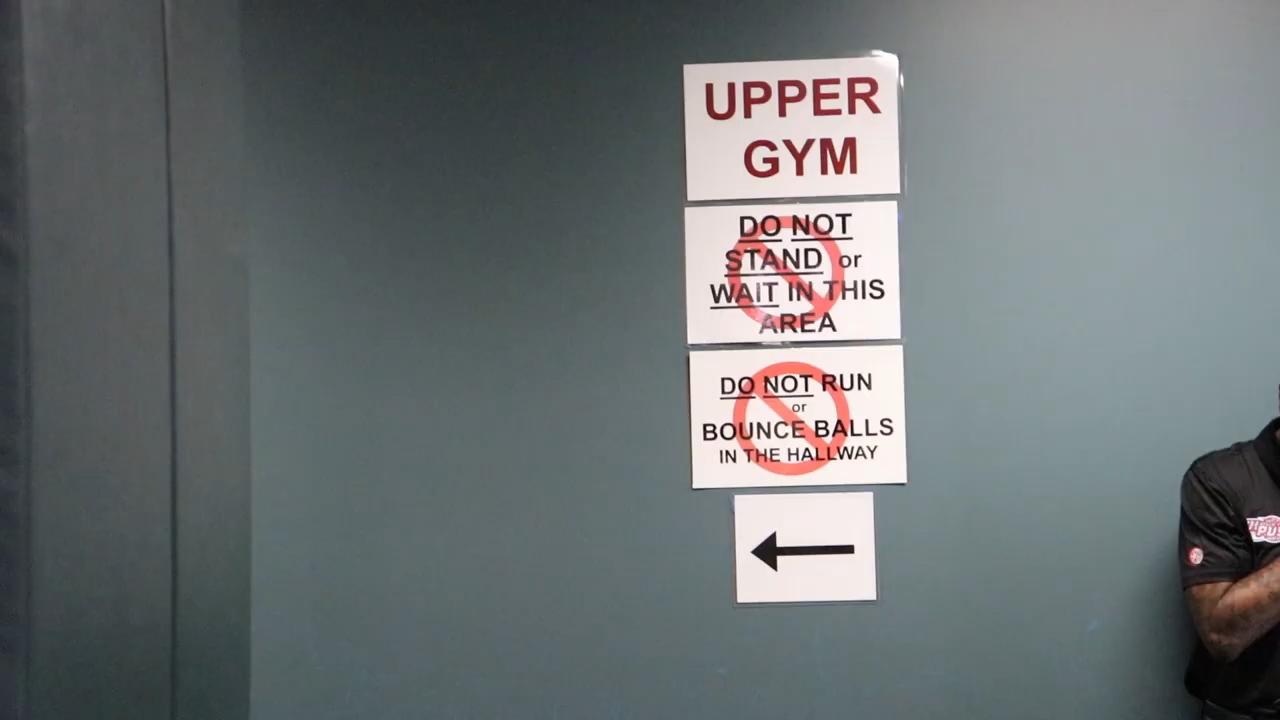 UPPER
GYM
DO NOT
STAND or
WAIT IN THIS
AREA
DO NOT RUN
or
BOUNCE BALLS
IN THE HALLWAY